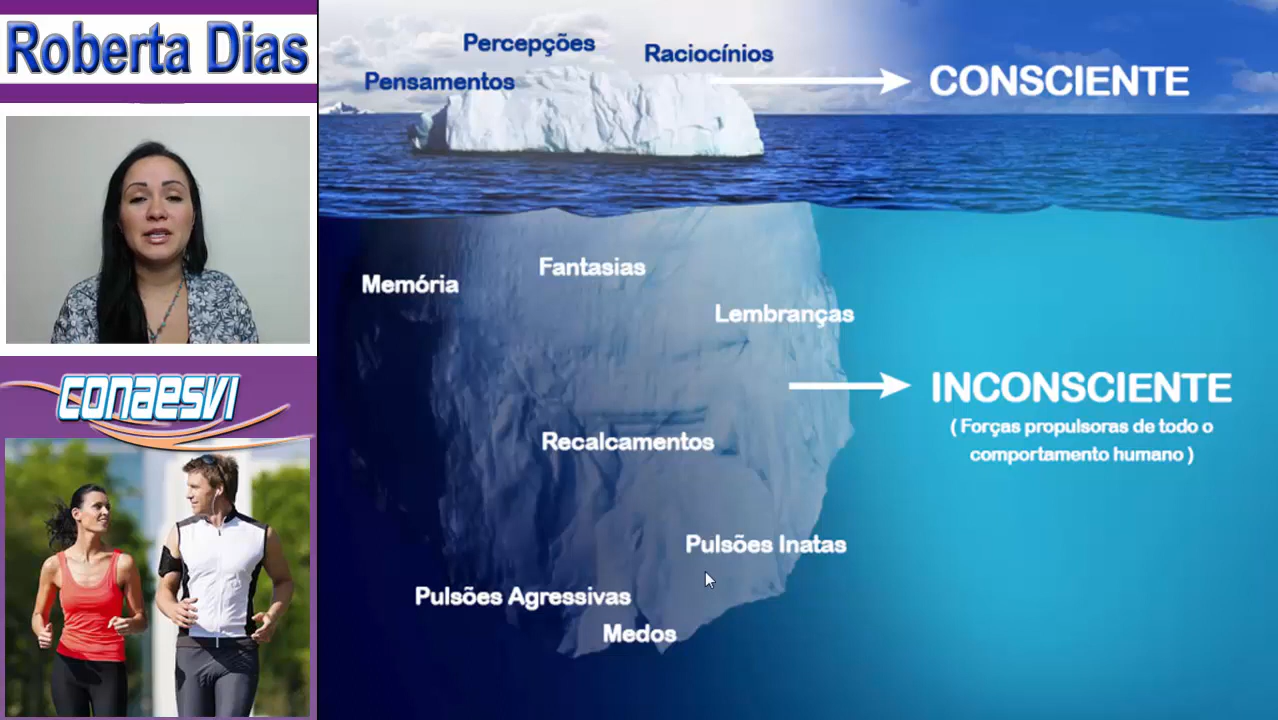 Roberta Dias
CONAESVI
Percepções
Raciocínios
Pensamentos
CONSCIENTE
Fantasias
Memória
Lembranças
INCONSCIENTE
( Forças propulsoras de todo o
comportamento humano )
Recalcamentos
Pulsões Inatas
Pulsões Agressivas
Medos